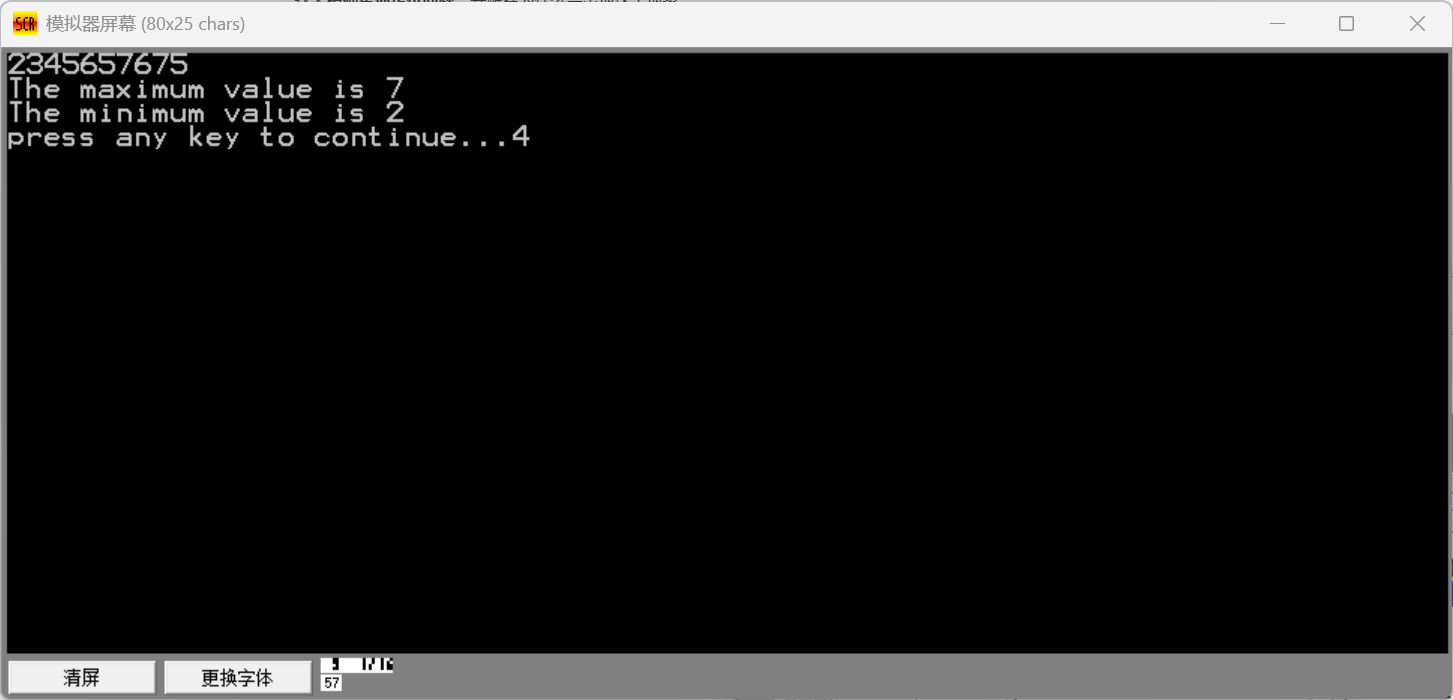 SCR 模拟器屏幕 (80x25 chars)
2345657675
The maximum value is 7
The minimum value is 2
press any key to continue...4
清屏 更换字体
57